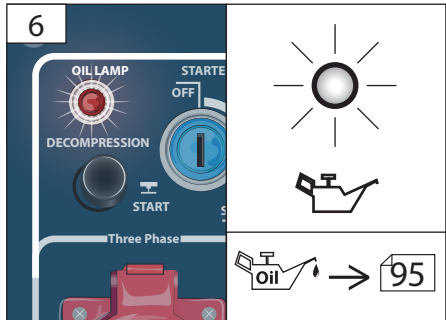 6
OIL LAMP
STARTE
OFF
DECOMPRESSION
START
S
Three Phase
Oil
95